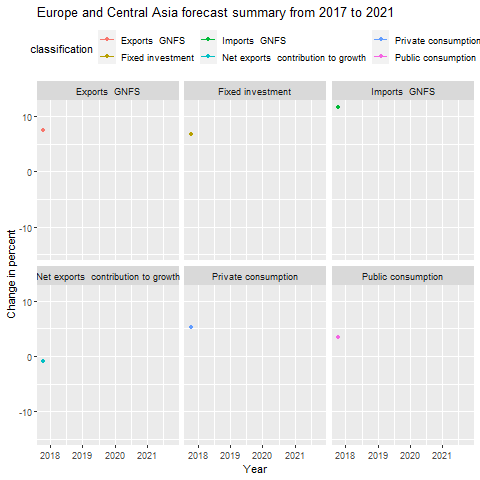 Europe and Central Asia forecast summary from 2017 to 2021
classification
Exports GNFS
Imports GNFS
Private consumption
Fixed investment
Net exports contribution to growth
Public consumption
Exports GNFS
Fixed investment
Imports GNFS
10
0
-10
Change in percent
Net exports contribution to growth
Private consumption
Public consumption
10
0
-10
2018 2019 2020 2021
2018 2019 2020 2021
2018 2019 2020 2021
Year